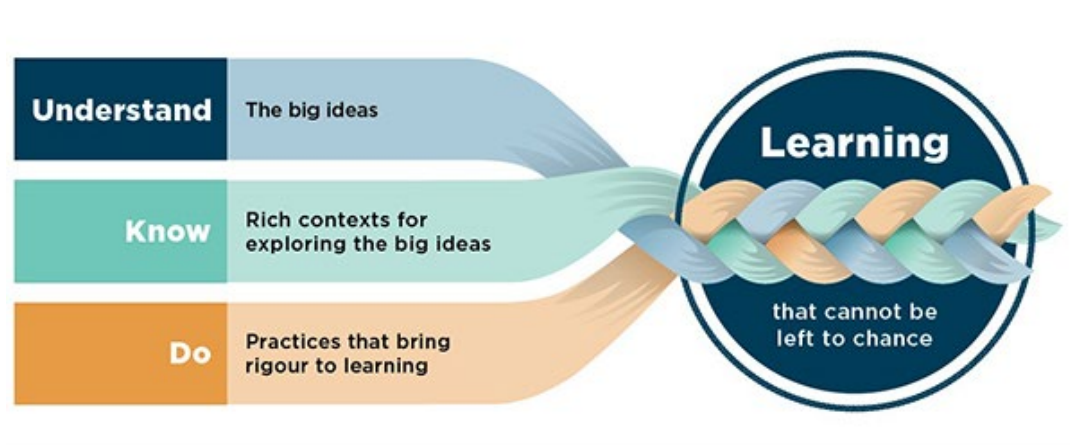 Understand
The big ideas
Know
Rich contexts for
exploring the big ideas
Do
Practices that bring
rigour to learning
Learning
that cannot be
left to chance